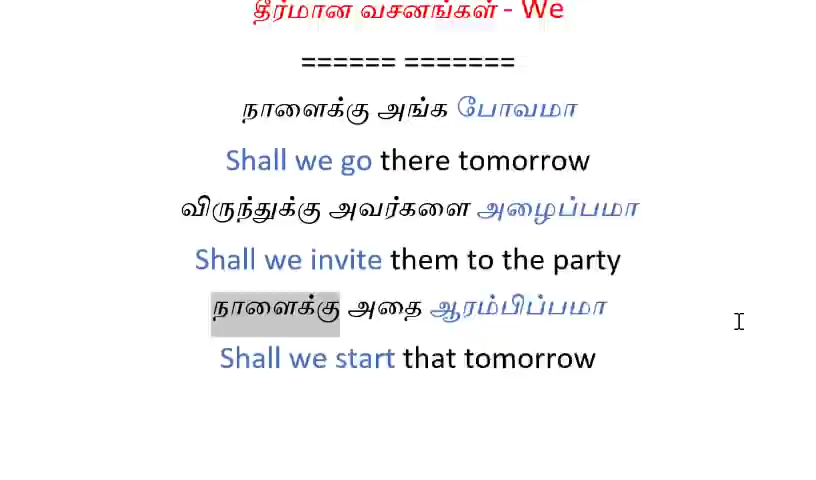 தீர்மான வசனங்கள் - We
====== =======
நாளைக்கு அங்க போவமா
Shall we go there tomorrow
விருந்துக்கு அவர்களை அழைப்பமா
Shall we invite them to the party
நாளைக்கு அதை ஆரம்பிப்பமா
Shall we start that tomorrow